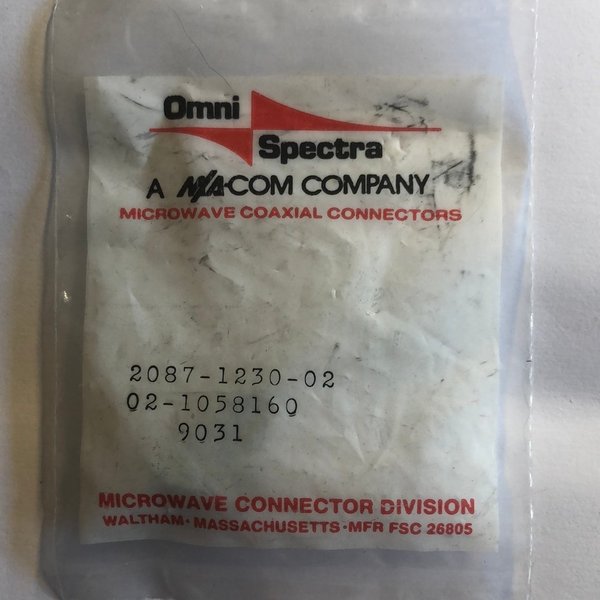 Omni
Spectra
A M/A-COM COMPANY
MICROWAVE COAXIAL CONNECTORS
2087-1230-02
02-1058160
9031
MICROWAVE CONNECTOR DIVISION
WALTHAM · MASSACHUSETTS · MFR FSC 26805